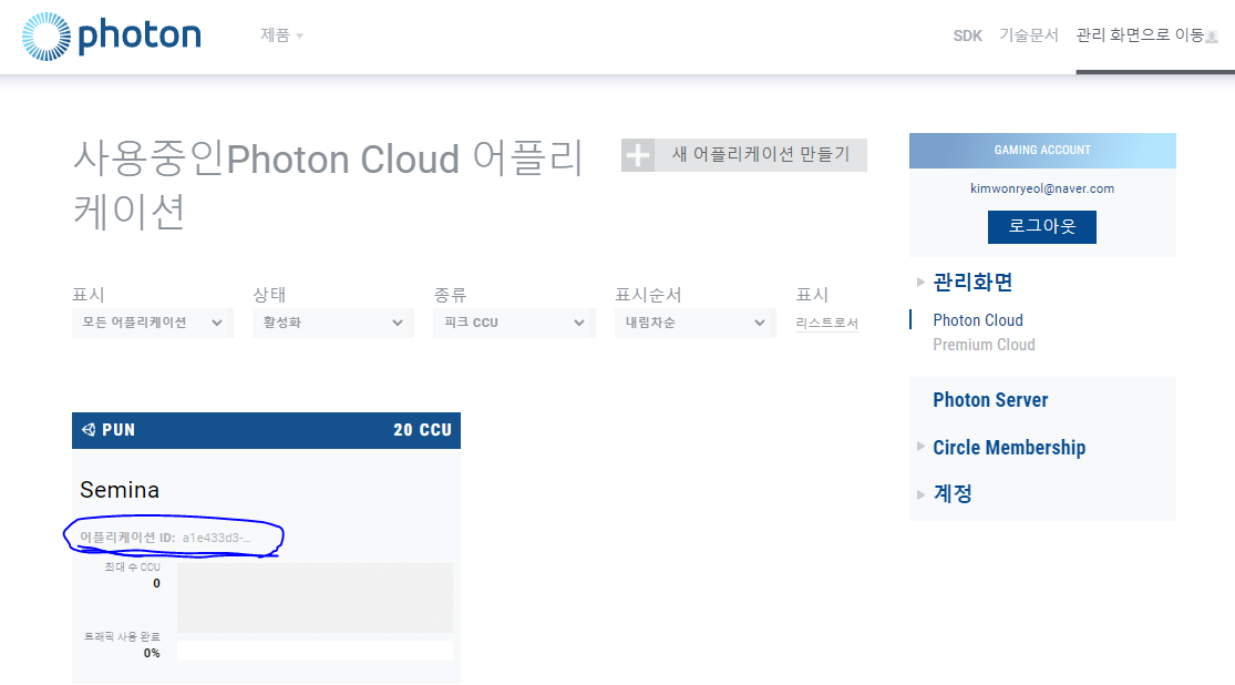 photon
제품
SDK 기술문서 관리 화면으로 이동
사용중인Photon Cloud 어플리
케이션
새 어플리케이션 만들기
표시 상태 종류 표시순서 표시
모든 어플리케이션 활성화 피크 CCU 내림차순 리스트로서
PUN 20 CCU
Semina
어플리케이션 ID: a1e433d3-...
최대 수 CCU
0
트래픽 사용 완료
0%
GAMING ACCOUNT
kimwonryeol@naver.com
로그아웃
관리화면
Photon Cloud
Premium Cloud
Photon Server
Circle Membership
계정